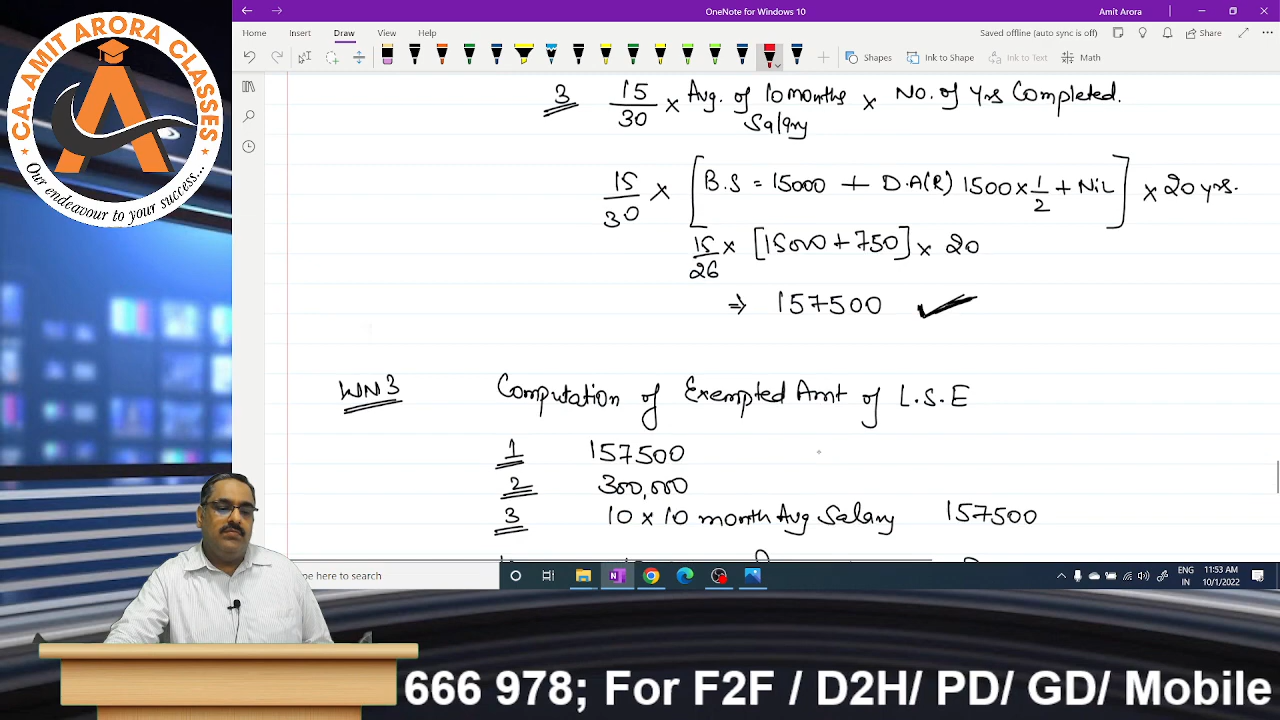 OneNote for Windows 10
Amit Arora
Home Insert Draw View Help
Saved offline (auto sync is off)
Share
Shapes Ink to Shape Ink to Text Math
CA. AMIT ARORA CLASSES
Our endeavour to your success...
3 15/30 × Avg. of 10 months Salary × No. of Yrs Completed.
15/30 × [B.S = 15000 + D.A(R) 1500 × 1/2 + NiL] × 20 yrs.
15/26 × [15000 + 750] × 20
⇒ 157500 ✓
WN3 Computation of Exempted Amt of L.S.E
1 157500
2 300,000
3 10 × 10 month Avg Salary 157500
here to search
ENG
IN
11:53 AM
10/1/2022
666 978; For F2F / D2H/ PD/ GD/ Mobile